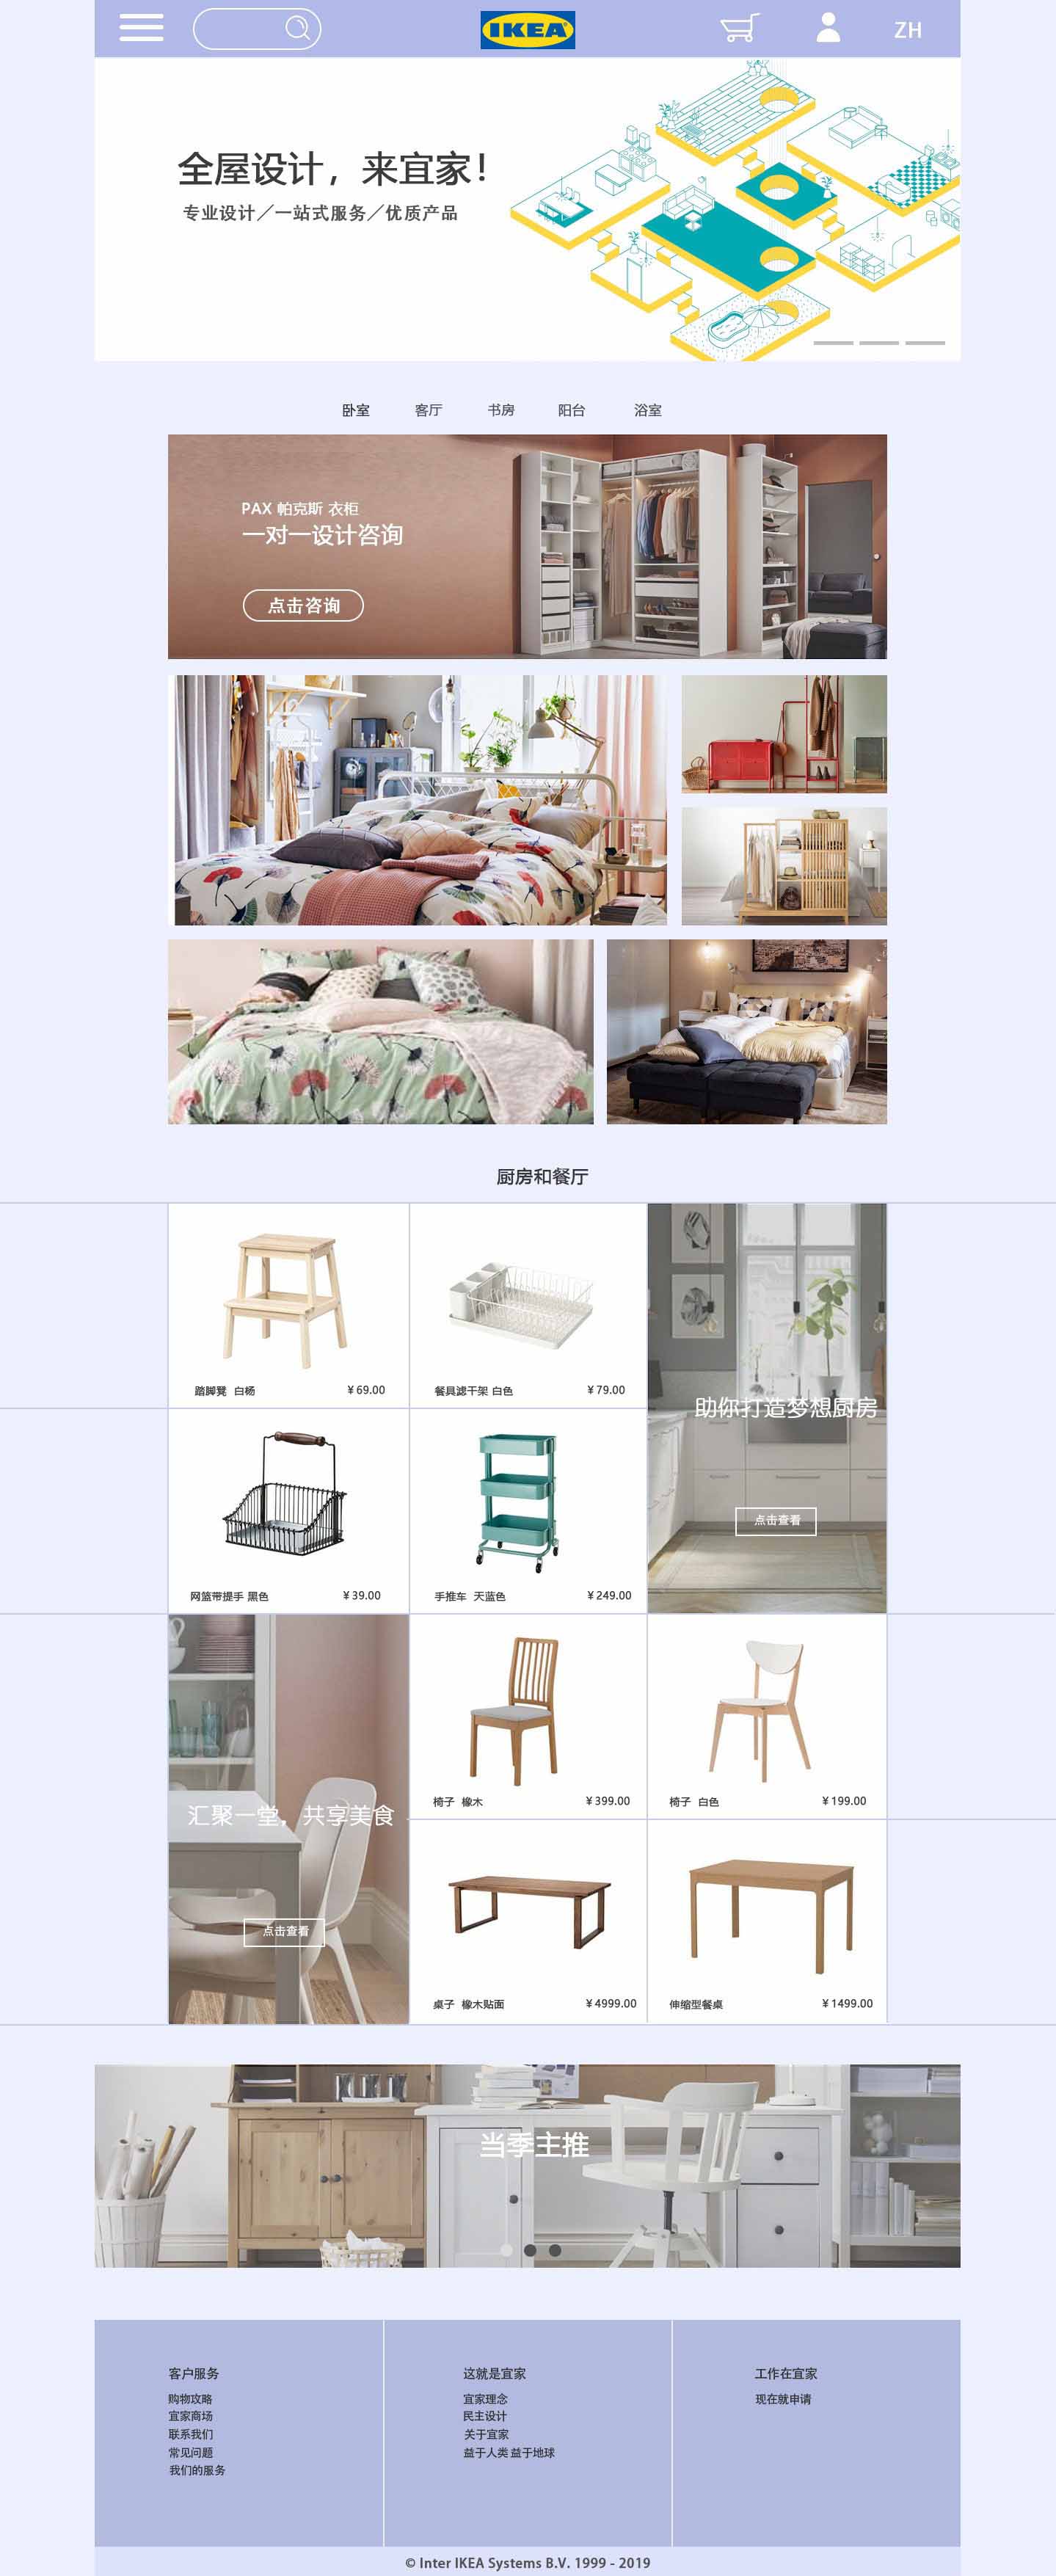 IKEA
ZH
全屋设计，来宜家！
专业设计／一站式服务／优质产品
卧室 客厅 书房 阳台 浴室
PAX 帕克斯 衣柜
一对一设计咨询
点击咨询
厨房和餐厅
踏脚凳 白杨 ¥ 69.00
餐具滤干架 白色 ¥ 79.00
助你打造梦想厨房
点击查看
网篮带提手 黑色 ¥ 39.00
手推车 天蓝色 ¥ 249.00
汇聚一堂，共享美食
点击查看
椅子 橡木 ¥ 399.00
椅子 白色 ¥ 199.00
桌子 橡木贴面 ¥ 4999.00
伸缩型餐桌 ¥ 1499.00
当季主推
客户服务
购物攻略
宜家商场
联系我们
常见问题
我们的服务
这就是宜家
宜家理念
民主设计
关于宜家
益于人类 益于地球
工作在宜家
现在就申请
© Inter IKEA Systems B.V. 1999 - 2019